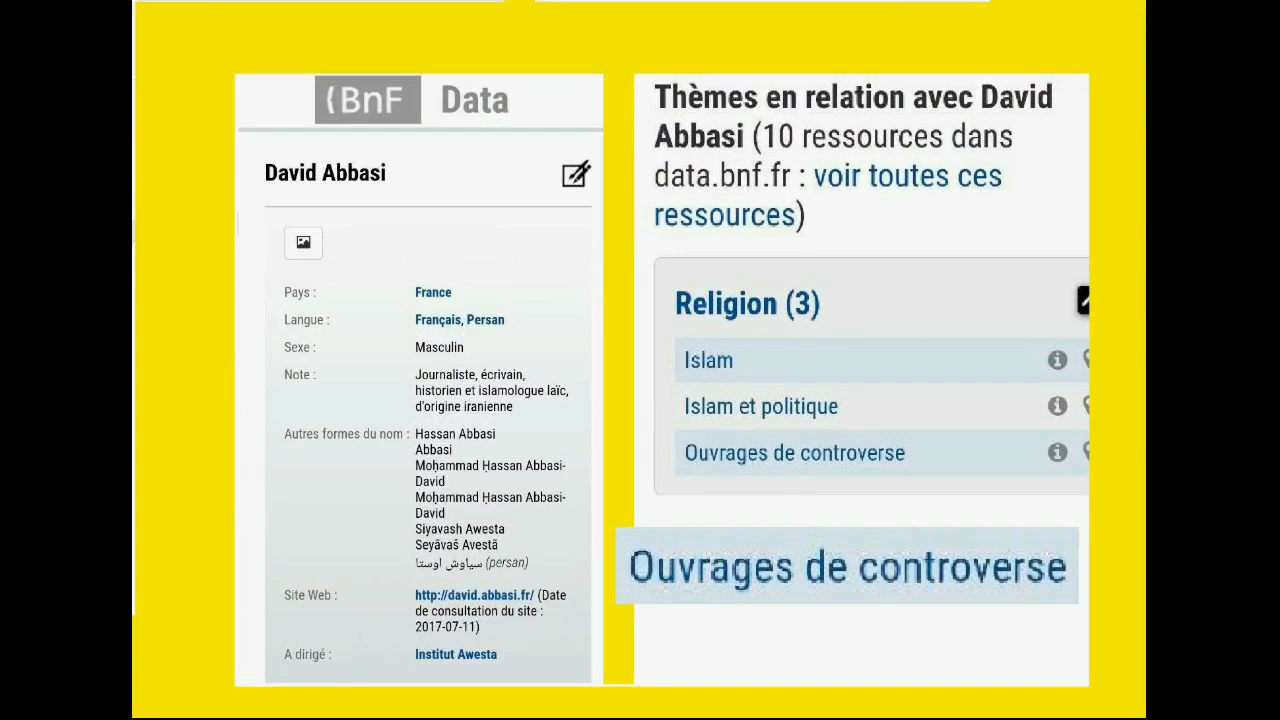 (BnF Data
David Abbasi
Pays : France
Langue : Français, Persan
Sexe : Masculin
Note : Journaliste, écrivain,
historien et islamologue laïc,
d'origine iranienne
Autres formes du nom : Hassan Abbasi
Abbasi
Moḥammad Ḥassan Abbasi-
David
Moḥammad Ḥassan Abbasi-
David
Siyavash Awesta
Seyāvaš Avestā
سیاوش اوستا (persan)
Site Web : http://david.abbasi.fr/ (Date
de consultation du site :
2017-07-11)
A dirigé : Institut Awesta
Thèmes en relation avec David
Abbasi (10 ressources dans
data.bnf.fr : voir toutes ces
ressources)
Religion (3)
Islam
Islam et politique
Ouvrages de controverse
Ouvrages de controverse